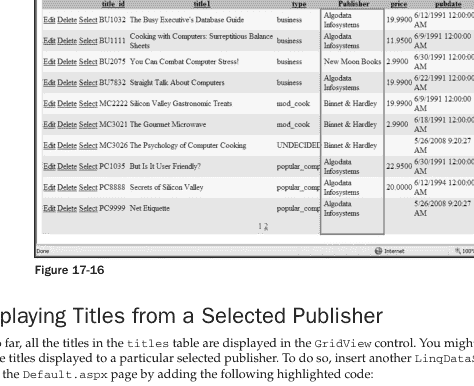 title_id title1 type Publisher price pubdate
Edit Delete Select BU1032 The Busy Executive's Database Guide business Algodata Infosystems 19.9900 6/12/1991 12:00:00 AM
Edit Delete Select BU1111 Cooking with Computers: Surreptitious Balance Sheets business Algodata Infosystems 11.9500 6/9/1991 12:00:00 AM
Edit Delete Select BU2075 You Can Combat Computer Stress! business New Moon Books 2.9900 6/30/1991 12:00:00 AM
Edit Delete Select BU7832 Straight Talk About Computers business Algodata Infosystems 19.9900 6/22/1991 12:00:00 AM
Edit Delete Select MC2222 Silicon Valley Gastronomic Treats mod_cook Binnet & Hardley 19.9900 6/9/1991 12:00:00 AM
Edit Delete Select MC3021 The Gourmet Microwave mod_cook Binnet & Hardley 2.9900 6/18/1991 12:00:00 AM
Edit Delete Select MC3026 The Psychology of Computer Cooking UNDECIDED Binnet & Hardley 5/26/2008 9:20:27 AM
Edit Delete Select PC1035 But Is It User Friendly? popular_comp Algodata Infosystems 22.9500 6/30/1991 12:00:00 AM
Edit Delete Select PC8888 Secrets of Silicon Valley popular_comp Algodata Infosystems 20.0000 6/12/1994 12:00:00 AM
Edit Delete Select PC9999 Net Etiquette popular_comp Algodata Infosystems 5/26/2008 9:20:27 AM
1 2
Done Internet 100%
Figure 17-16
playing Titles from a Selected Publisher
o far, all the titles in the titles table are displayed in the GridView control. You migh
e titles displayed to a particular selected publisher. To do so, insert another LinqDataS
the Default.aspx page by adding the following highlighted code: